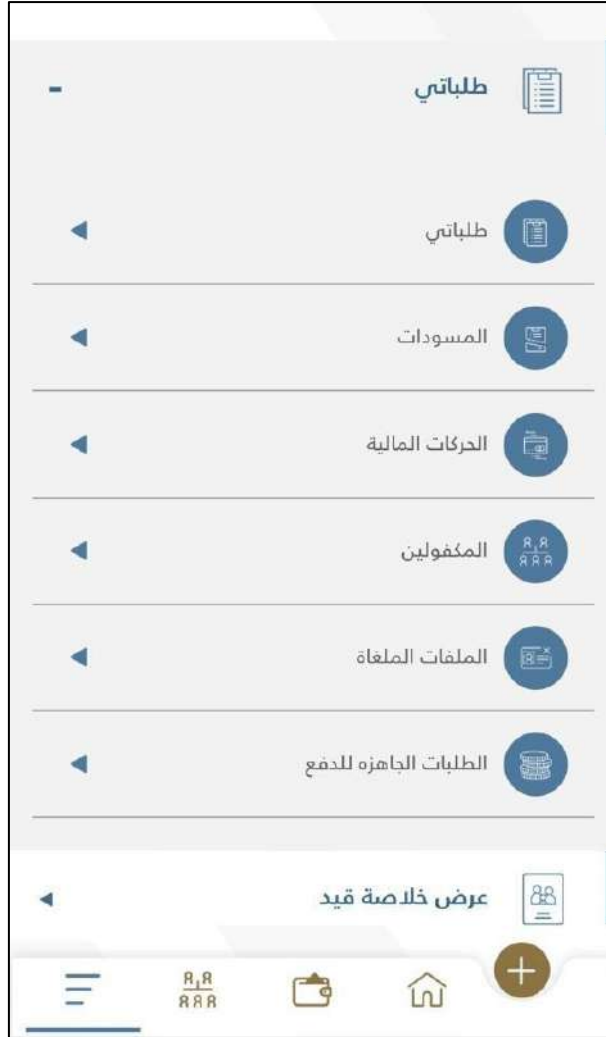 طلباتي
طلباتي
المسودات
الحركات المالية
المكفولين
الملفات الملغاة
الطلبات الجاهزه للدفع
عرض خلاصة قيد